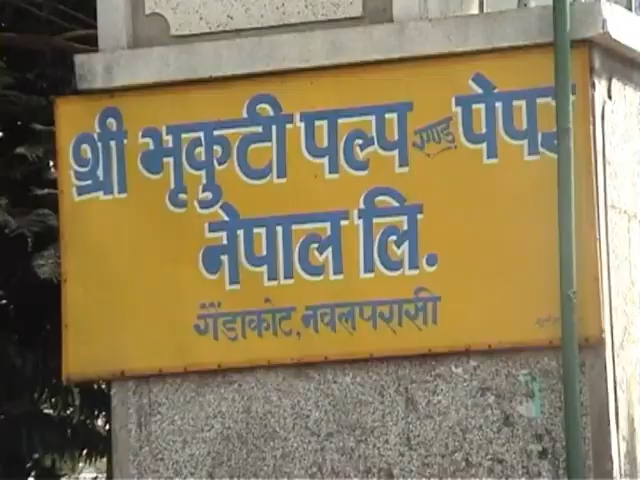 श्री भृकुटी पल्प एण्ड पेपर
नेपाल लि.
गैंडाकोट, नवलपरासी